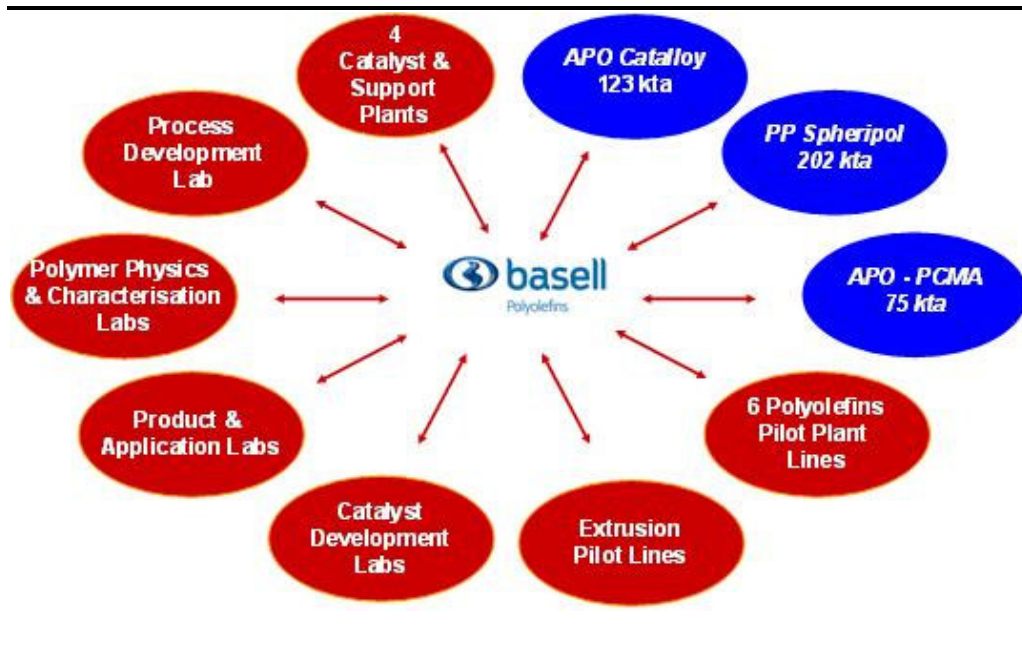 4
Catalyst &
Support
Plants
APO Catalloy
123 kta
PP Spheripol
202 kta
APO - PCMA
75 kta
6 Polyolefins
Pilot Plant
Lines
Extrusion
Pilot Lines
Catalyst
Development
Labs
Product &
Application Labs
Polymer Physics
& Characterisation
Labs
Process
Development
Lab
basell
Polyolefins